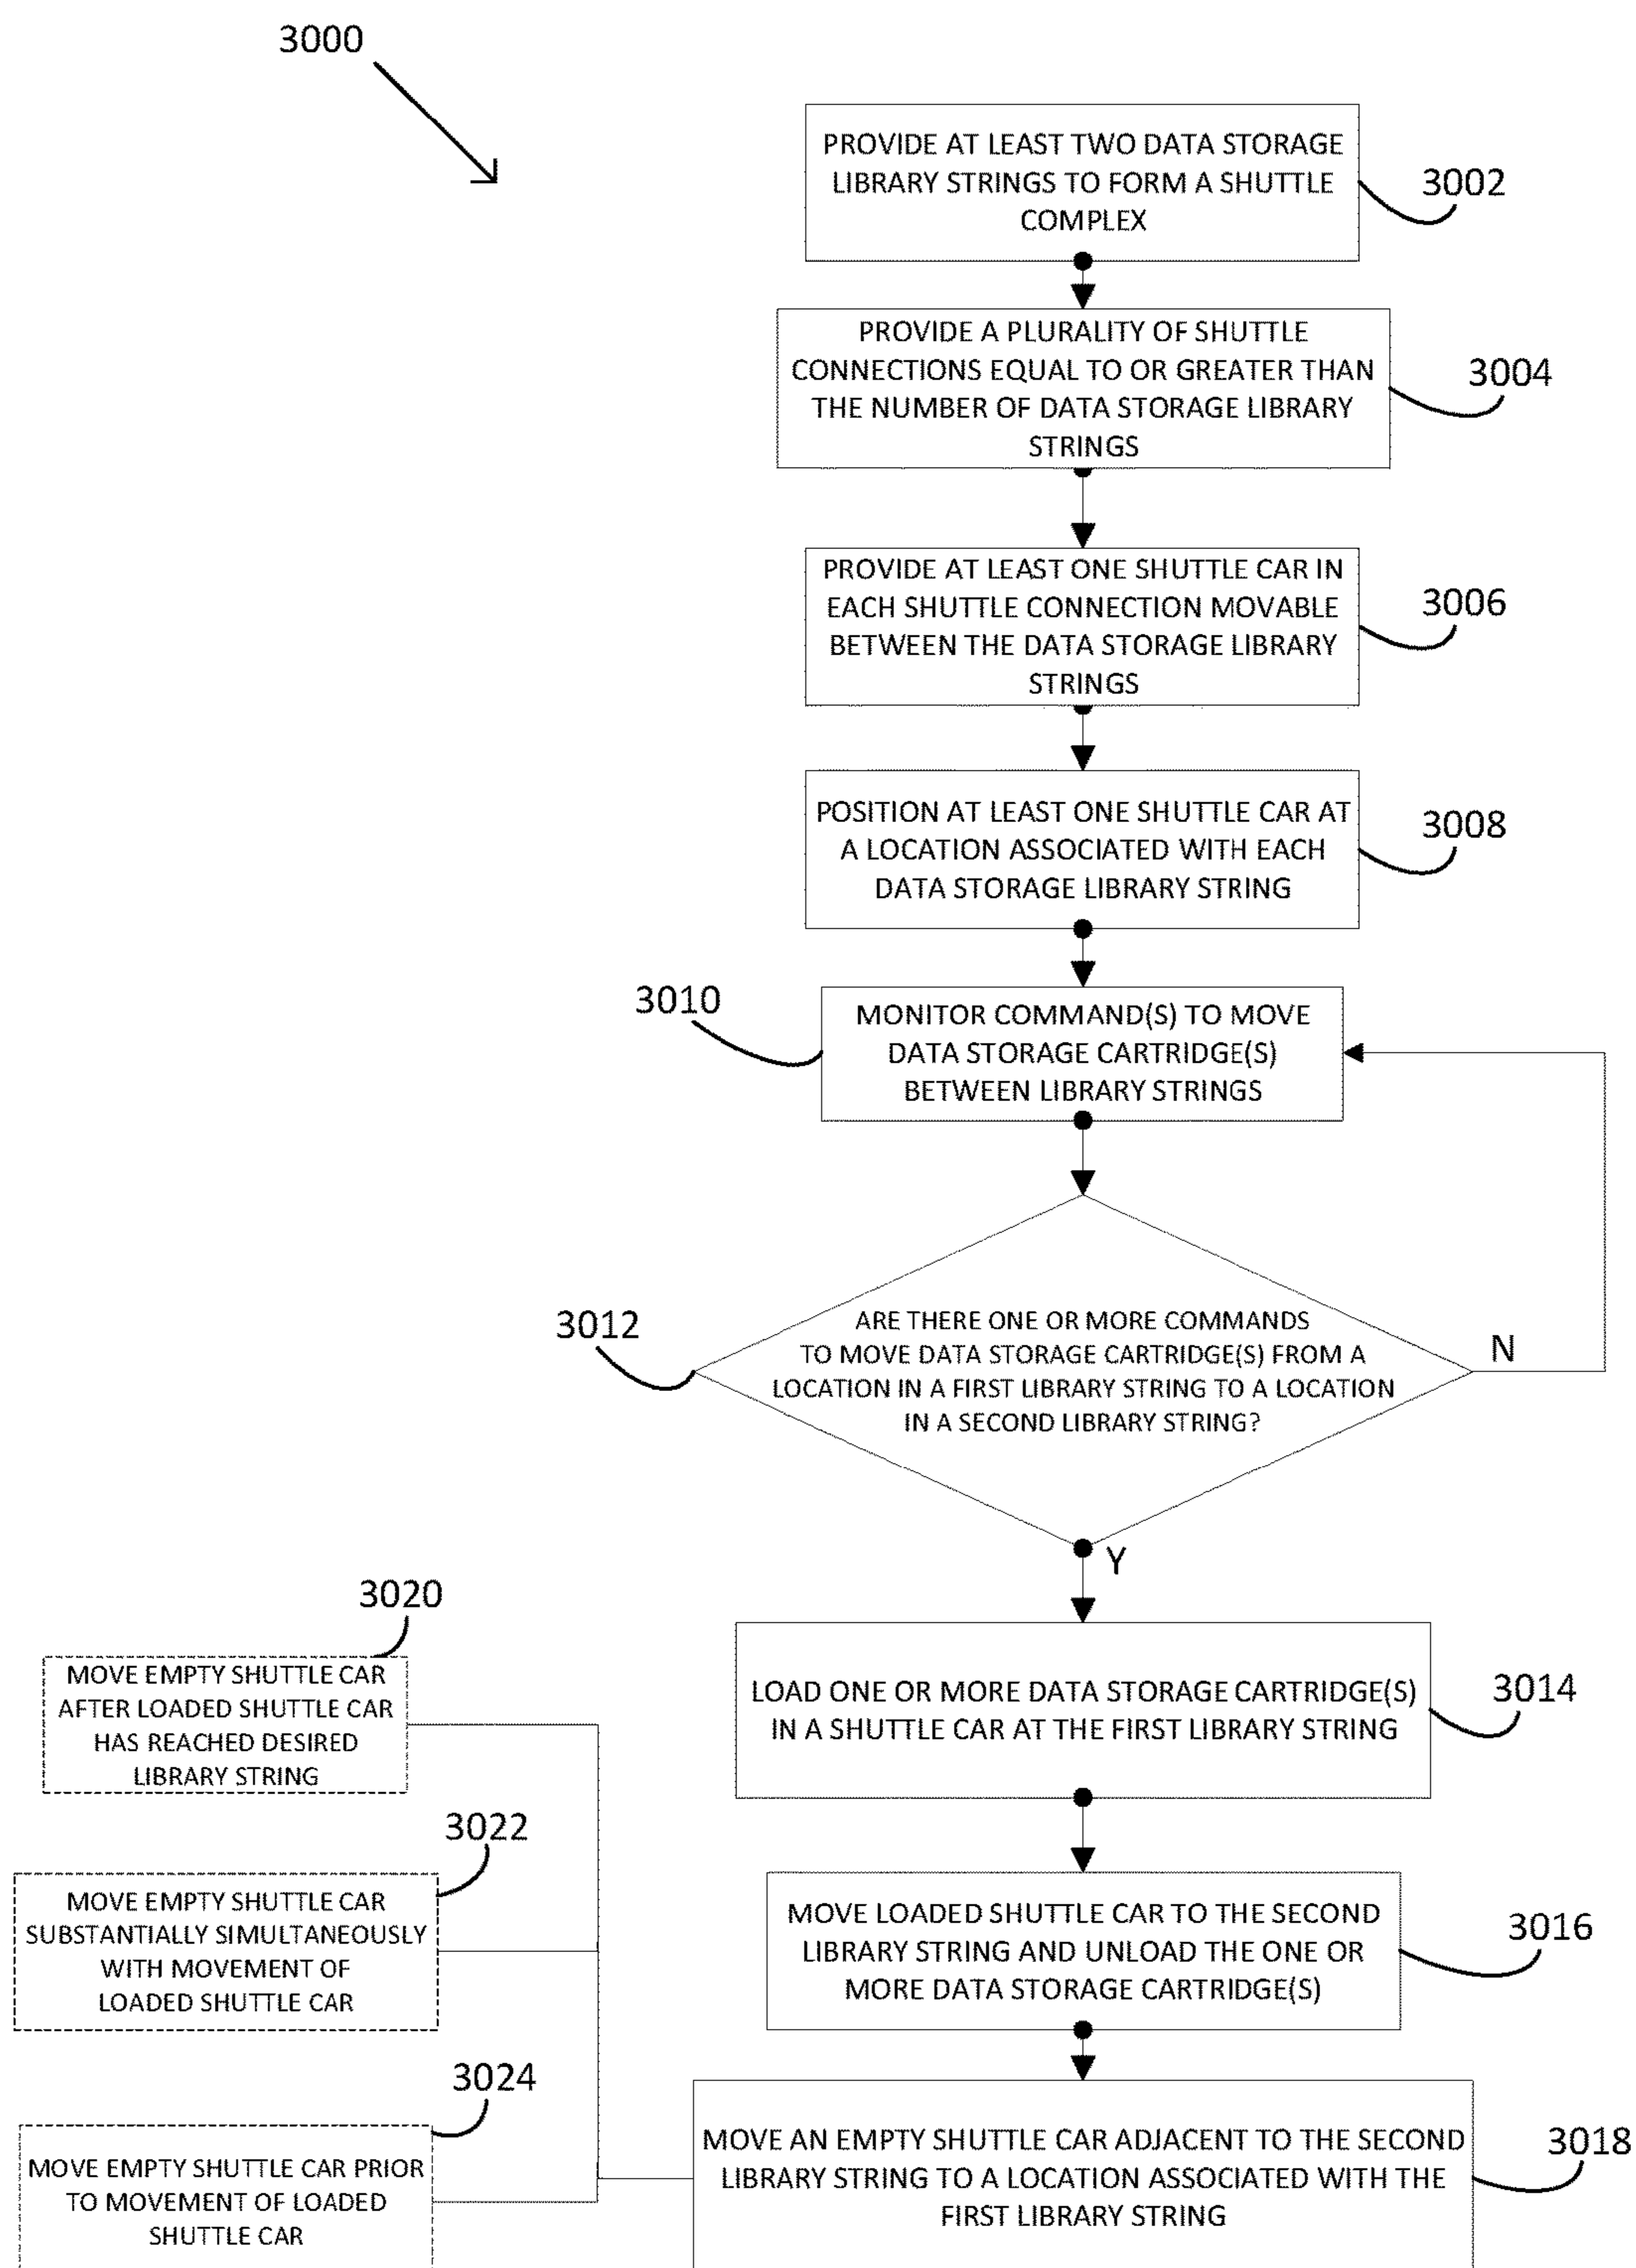 3000
PROVIDE AT LEAST TWO DATA STORAGE
LIBRARY STRINGS TO FORM A SHUTTLE
COMPLEX
3002
PROVIDE A PLURALITY OF SHUTTLE
CONNECTIONS EQUAL TO OR GREATER THAN
THE NUMBER OF DATA STORAGE LIBRARY
STRINGS
3004
PROVIDE AT LEAST ONE SHUTTLE CAR IN
EACH SHUTTLE CONNECTION MOVABLE
BETWEEN THE DATA STORAGE LIBRARY
STRINGS
3006
POSITION AT LEAST ONE SHUTTLE CAR AT
A LOCATION ASSOCIATED WITH EACH
DATA STORAGE LIBRARY STRING
3008
3010
MONITOR COMMAND(S) TO MOVE
DATA STORAGE CARTRIDGE(S)
BETWEEN LIBRARY STRINGS
3012
ARE THERE ONE OR MORE COMMANDS
TO MOVE DATA STORAGE CARTRIDGE(S) FROM A
LOCATION IN A FIRST LIBRARY STRING TO A LOCATION
IN A SECOND LIBRARY STRING?
N
Y
LOAD ONE OR MORE DATA STORAGE CARTRIDGE(S)
IN A SHUTTLE CAR AT THE FIRST LIBRARY STRING
3014
MOVE LOADED SHUTTLE CAR TO THE SECOND
LIBRARY STRING AND UNLOAD THE ONE OR
MORE DATA STORAGE CARTRIDGE(S)
3016
MOVE AN EMPTY SHUTTLE CAR ADJACENT TO THE SECOND
LIBRARY STRING TO A LOCATION ASSOCIATED WITH THE
FIRST LIBRARY STRING
3018
3020
MOVE EMPTY SHUTTLE CAR
AFTER LOADED SHUTTLE CAR
HAS REACHED DESIRED
LIBRARY STRING
3022
MOVE EMPTY SHUTTLE CAR
SUBSTANTIALLY SIMULTANEOUSLY
WITH MOVEMENT OF
LOADED SHUTTLE CAR
3024
MOVE EMPTY SHUTTLE CAR PRIOR
TO MOVEMENT OF LOADED
SHUTTLE CAR